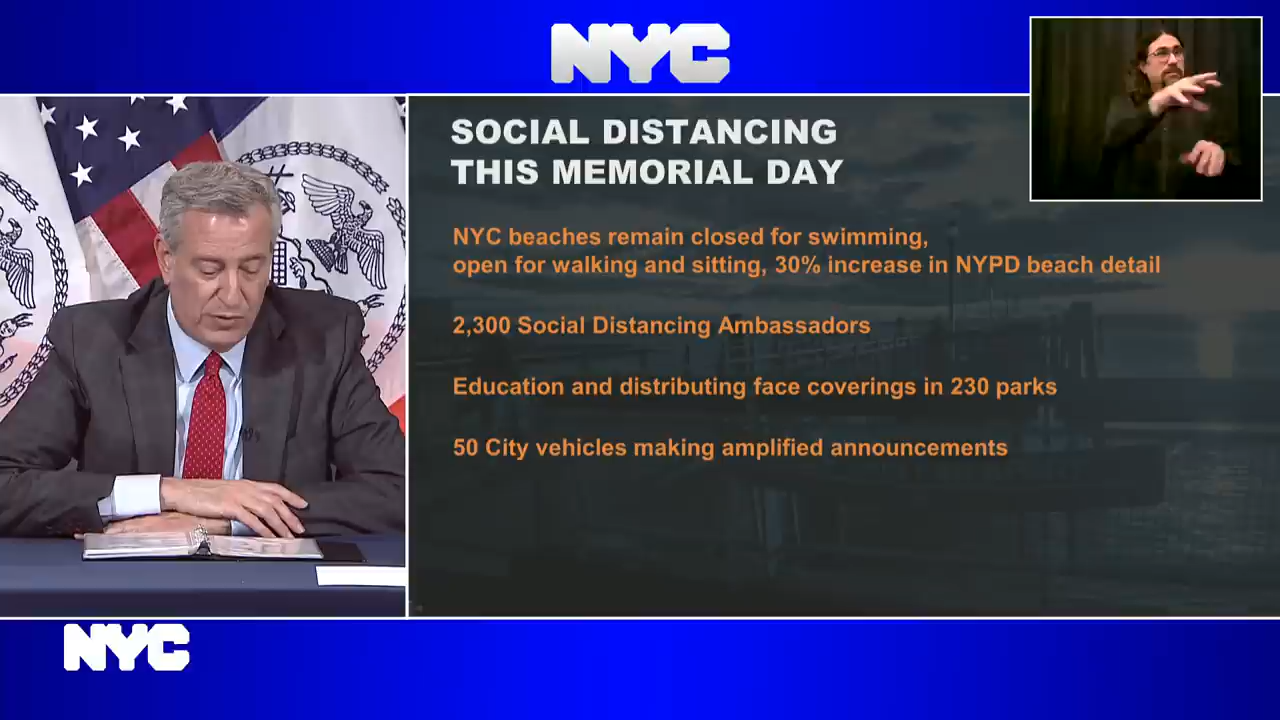 NYC
SOCIAL DISTANCING
THIS MEMORIAL DAY
NYC beaches remain closed for swimming,
open for walking and sitting, 30% increase in NYPD beach detail
2,300 Social Distancing Ambassadors
Education and distributing face coverings in 230 parks
50 City vehicles making amplified announcements
NYC